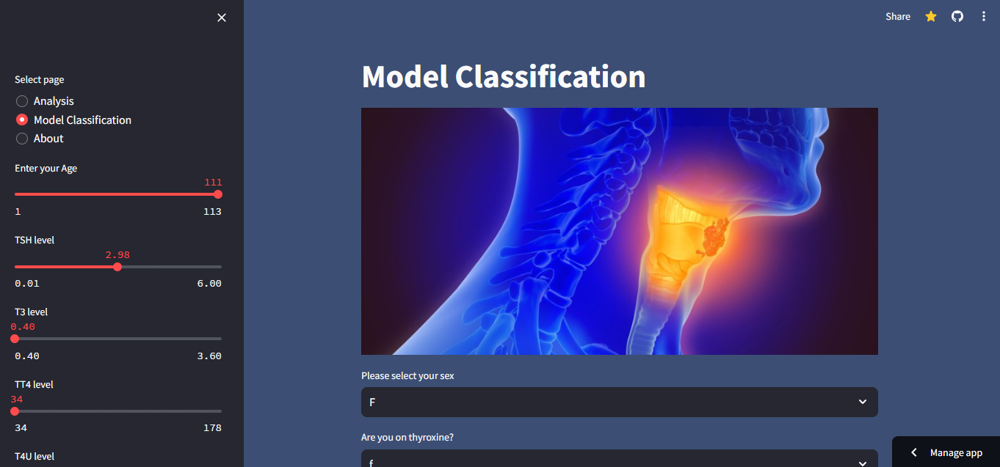 Share
Select page
Analysis
Model Classification
About
Enter your Age
111
1 113
TSH level
2.98
0.01 6.00
T3 level
0.40
0.40 3.60
TT4 level
34
34 178
T4U level
Model Classification
Please select your sex
F
Are you on thyroxine?
f
Manage app